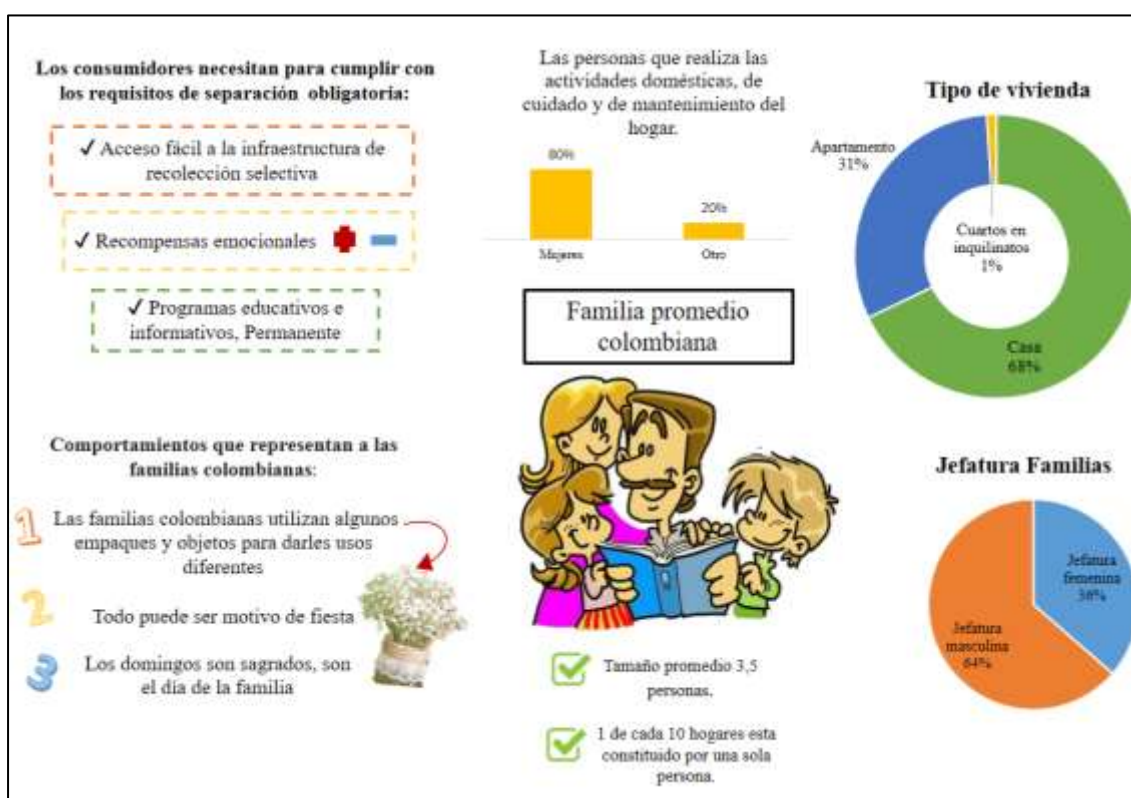 Los consumidores necesitan para cumplir con
los requisitos de separación obligatoria:
✓ Acceso fácil a la infraestructura de
recolección selectiva
✓ Recompensas emocionales
✓ Programas educativos e
informativos, Permanente
Comportamientos que representan a las
familias colombianas:
1 Las familias colombianas utilizan algunos
empaques y objetos para darles usos
diferentes
2 Todo puede ser motivo de fiesta
3 Los domingos son sagrados, son
el día de la familia
Las personas que realiza las
actividades domésticas, de
cuidado y de mantenimiento del
hogar.
80%
20%
Mujeres
Otro
Familia promedio
colombiana
Tamaño promedio 3,5
personas.
1 de cada 10 hogares esta
constituido por una sola
persona.
Tipo de vivienda
Apartamento
31%
Cuartos en
inquilinatos
1%
Casa
68%
Jefatura Familias
Jefatura
femenina
36%
Jefatura
masculina
64%